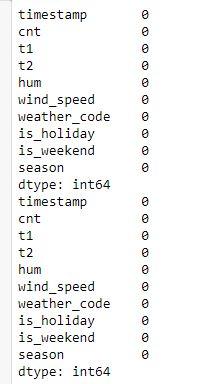 timestamp       0
cnt             0
t1              0
t2              0
hum             0
wind_speed      0
weather_code    0
is_holiday      0
is_weekend      0
season          0
dtype: int64
timestamp       0
cnt             0
t1              0
t2              0
hum             0
wind_speed      0
weather_code    0
is_holiday      0
is_weekend      0
season          0
dtype: int64